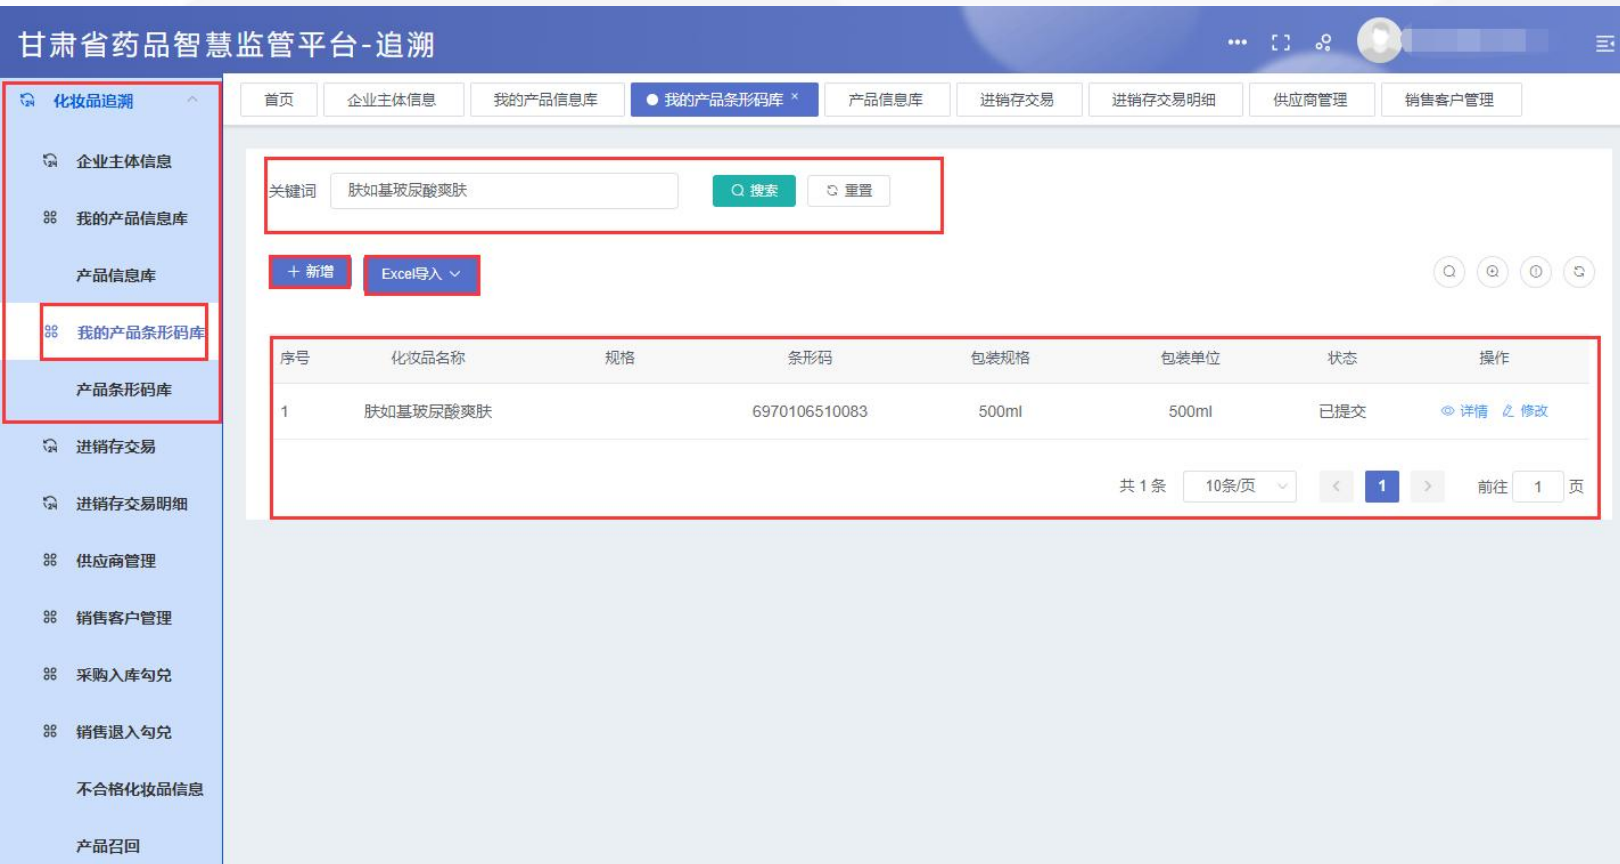 甘肃省药品智慧监管平台-追溯
化妆品追溯
首页 企业主体信息 我的产品信息库 我的产品条形码库 × 产品信息库 进销存交易 进销存交易明细 供应商管理 销售客户管理
企业主体信息
关键词 肤如基玻尿酸爽肤 搜索 重置
我的产品信息库
产品信息库
+ 新增 Excel导入
我的产品条形码库
序号 化妆品名称 规格 条形码 包装规格 包装单位 状态 操作
产品条形码库
1 肤如基玻尿酸爽肤 6970106510083 500ml 500ml 已提交 详情 修改
进销存交易
共 1 条 10条/页 < 1 > 前往 1 页
进销存交易明细
供应商管理
销售客户管理
采购入库勾兑
销售退入勾兑
不合格化妆品信息
产品召回